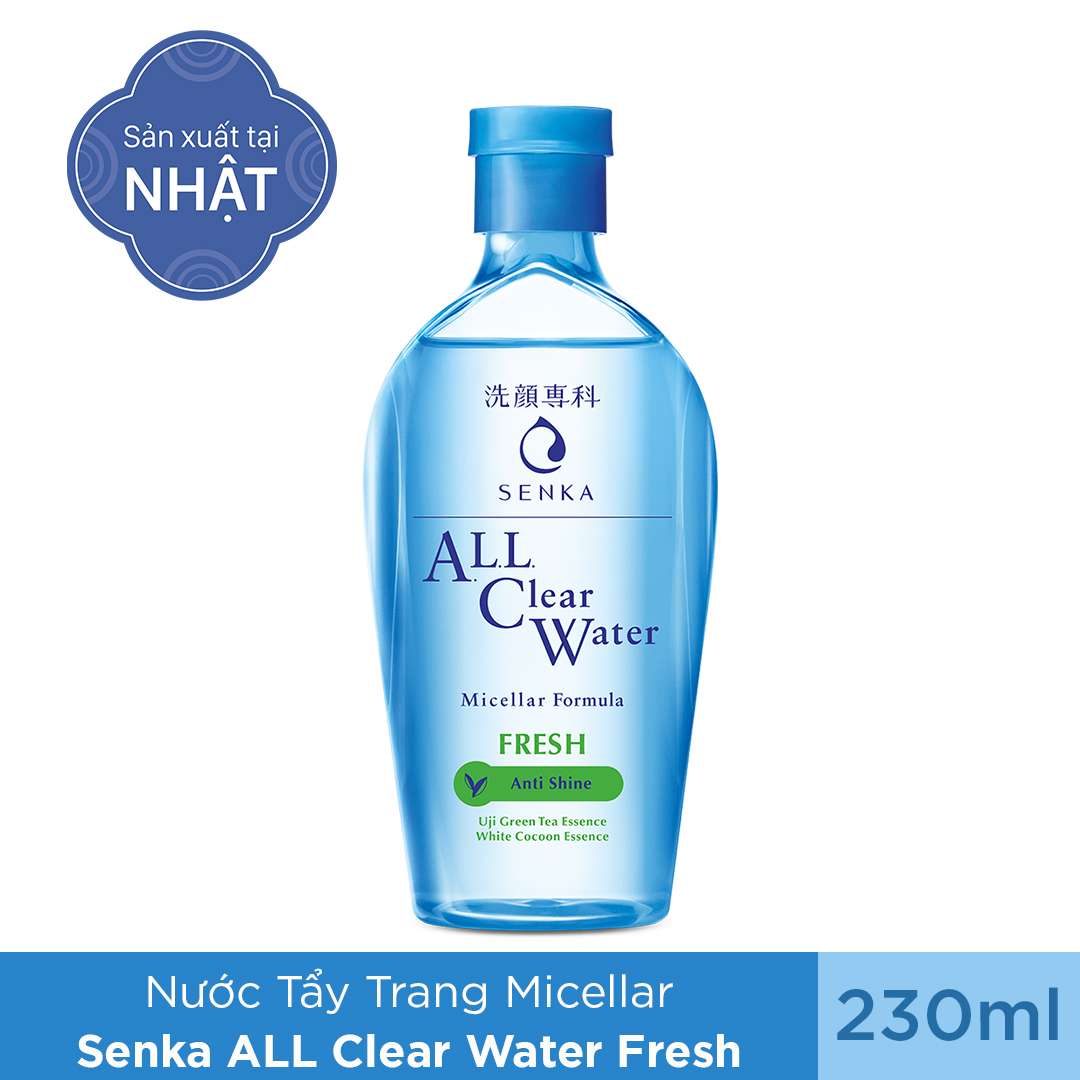 Sản xuất tại
NHẬT
洗顔専科
SENKA
A.L.L.
Clear
Water
Micellar Formula
FRESH
Anti Shine
Uji Green Tea Essence
White Cocoon Essence
Nước Tẩy Trang Micellar
Senka ALL Clear Water Fresh
230ml